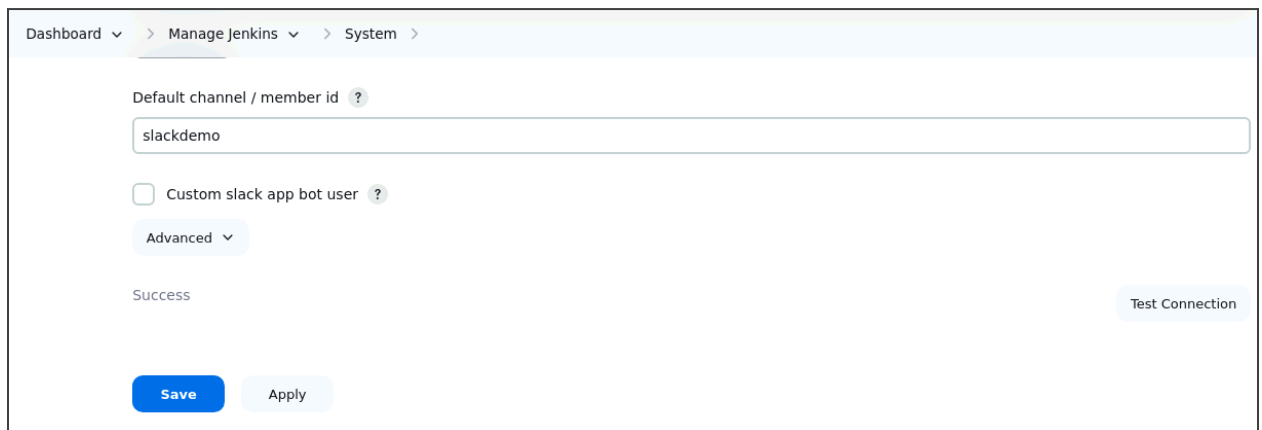 Dashboard > Manage Jenkins > System >
Default channel / member id ?
slackdemo
Custom slack app bot user ?
Advanced
Success
Test Connection
Save Apply